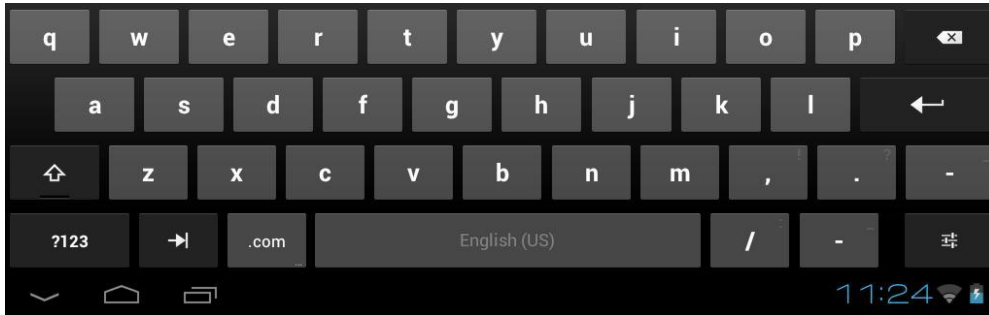 q w e r t y u i o p
a s d f g h j k l
z x c v b n m , ! . ? - _
?123 .com English (US) / : - _
11:24